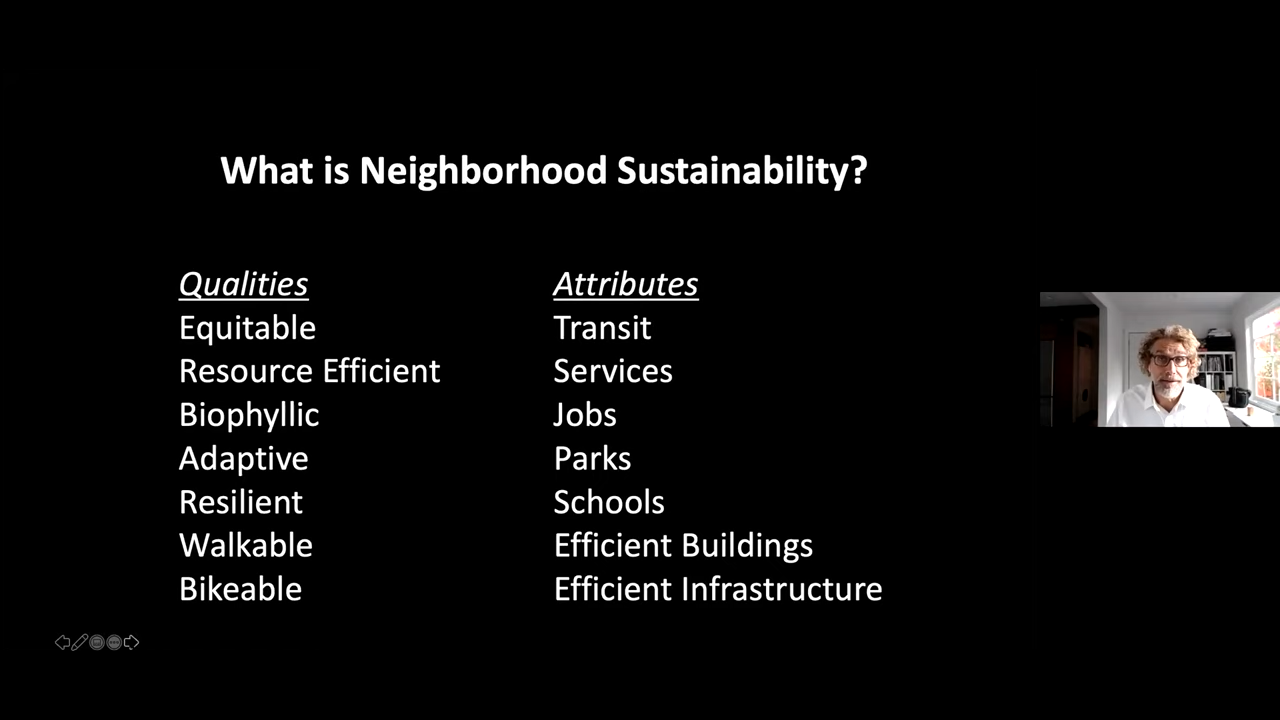 What is Neighborhood Sustainability?
Qualities
Equitable
Resource Efficient
Biophyllic
Adaptive
Resilient
Walkable
Bikeable
Attributes
Transit
Services
Jobs
Parks
Schools
Efficient Buildings
Efficient Infrastructure